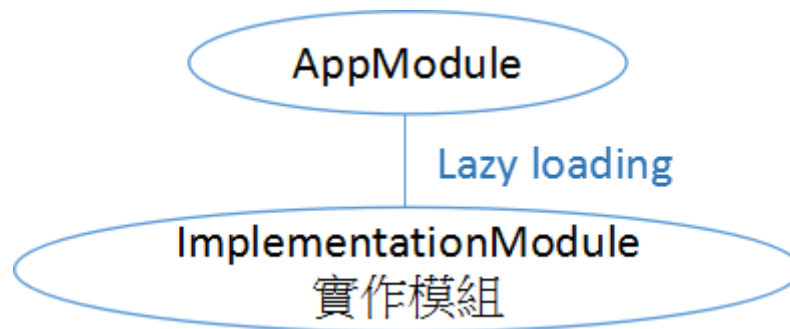 AppModule
Lazy loading
ImplementationModule
實作模組